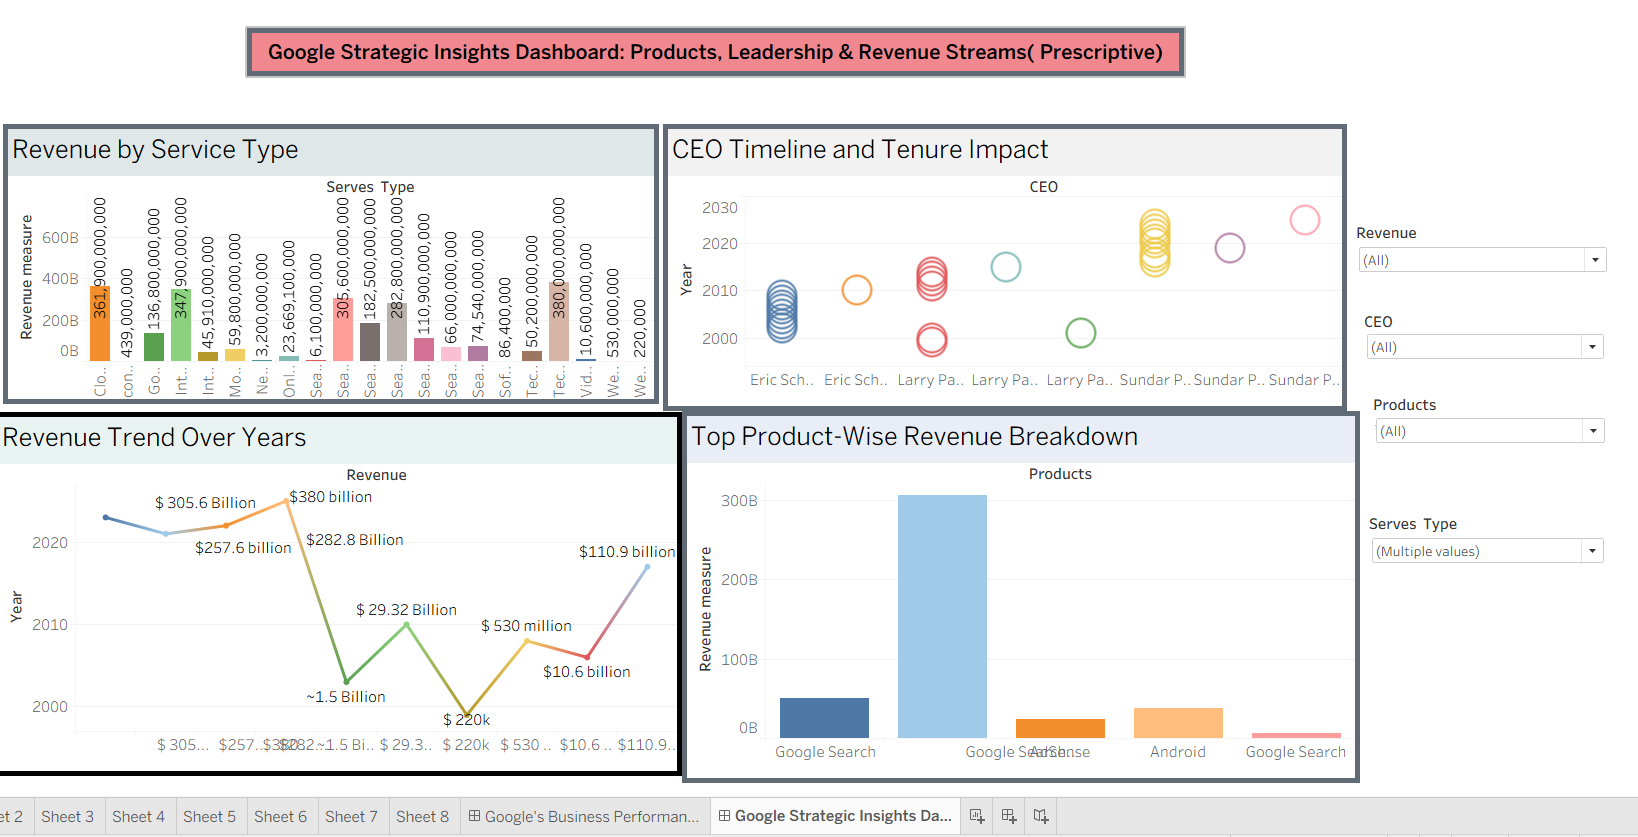 Google Strategic Insights Dashboard: Products, Leadership & Revenue Streams( Prescriptive)
Revenue by Service Type
Serves Type
Revenue measure
600B
400B
200B
0B
361,900,000,000
439,000,000
136,800,000,000
347,900,000,000
45,910,000,000
59,800,000,000
3,200,000,000
23,669,100,000
6,100,000,000
305,600,000,000
182,500,000,000
282,800,000,000
110,900,000,000
66,000,000,000
74,540,000,000
86,400,000
50,200,000,000
380,000,000,000
10,600,000,000
530,000,000
220,000
Clo..
con..
Go..
Int..
Int..
Mo..
Ne..
Onl..
Sea..
Sea..
Sea..
Sea..
Sea..
Sea..
Sea..
Sof..
Tec..
Tec..
Vid..
We..
We..
CEO Timeline and Tenure Impact
CEO
Year
2030
2020
2010
2000
Eric Sch.. Eric Sch.. Larry Pa.. Larry Pa.. Larry Pa.. Sundar P.. Sundar P.. Sundar P..
Revenue
(All)
CEO
(All)
Products
(All)
Serves Type
(Multiple values)
Revenue Trend Over Years
Revenue
Year
2020
2010
2000
$ 305.6 Billion
$257.6 billion
$380 billion
$282.8 Billion
~1.5 Billion
$ 29.32 Billion
$ 220k
$ 530 million
$10.6 billion
$110.9 billion
$ 305... $257.. ~1.5 Bi.. $ 29.3.. $ 220k $ 530 .. $10.6 .. $110.9..
Top Product-Wise Revenue Breakdown
Products
Revenue measure
300B
200B
100B
0B
Google Search Google Search.. AdSense Android Google Search
et 2 Sheet 3 Sheet 4 Sheet 5 Sheet 6 Sheet 7 Sheet 8 Google's Business Performan... Google Strategic Insights Da...